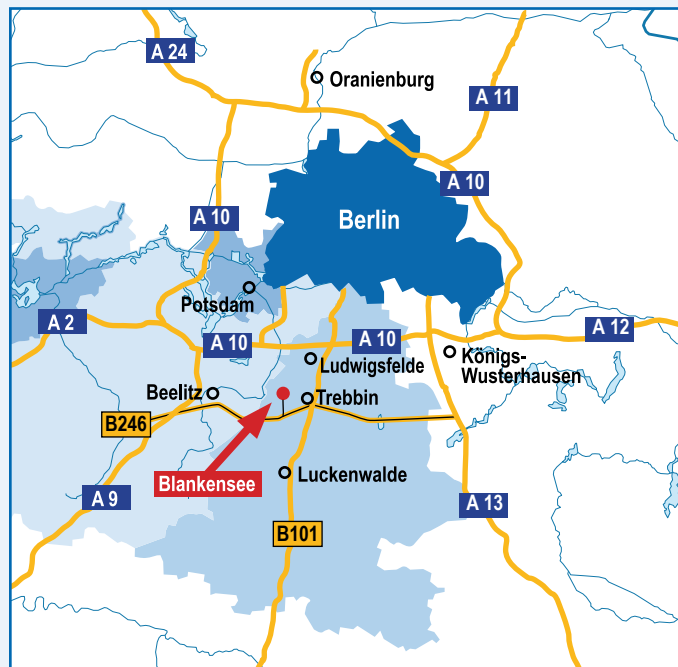 A 24
Oranienburg
A 11
A 10
A 10
Berlin
Potsdam
A 2
A 10
A 10
A 12
Königs-
Wusterhausen
Ludwigsfelde
Beelitz
Trebbin
B246
Blankensee
Luckenwalde
A 9
A 13
B101